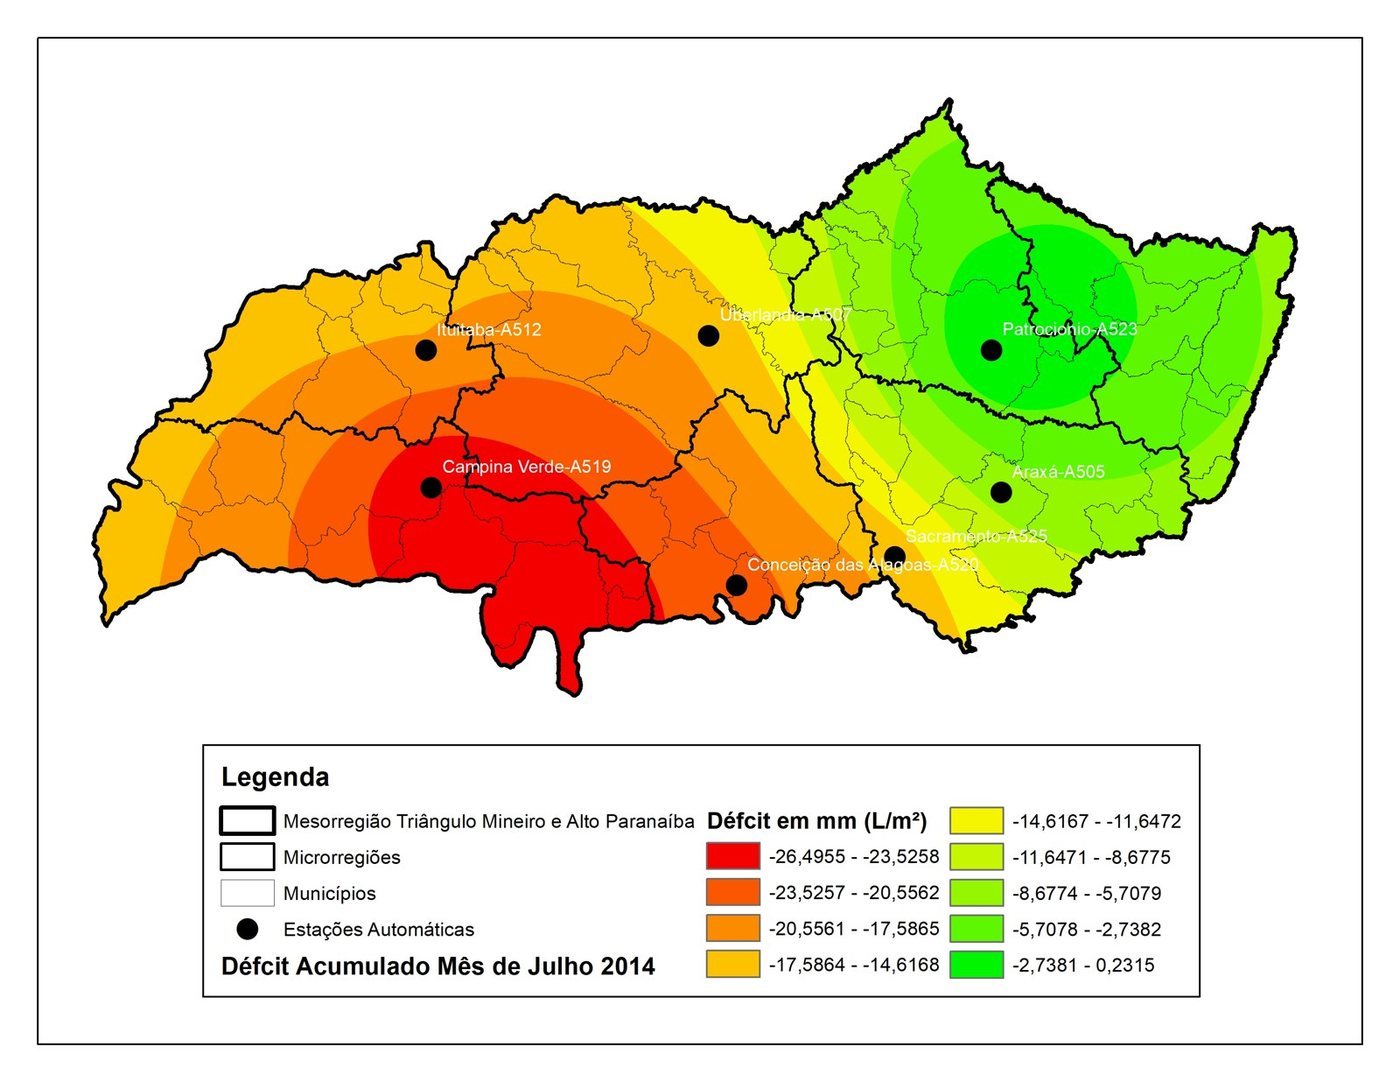 Uberlandia-A507
Ituitaba-A512
Patrociohio-A523
Campina Verde-A519
Araxá-A505
Sacramento-A525
Conceição das Alagoas-A520
Legenda
Mesorregião Triângulo Mineiro e Alto Paranaíba
Microrregiões
Municípios
Estações Automáticas
Défcit Acumulado Mês de Julho 2014
Défcit em mm (L/m²)
-26,4955 - -23,5258
-23,5257 - -20,5562
-20,5561 - -17,5865
-17,5864 - -14,6168
-14,6167 - -11,6472
-11,6471 - -8,6775
-8,6774 - -5,7079
-5,7078 - -2,7382
-2,7381 - 0,2315